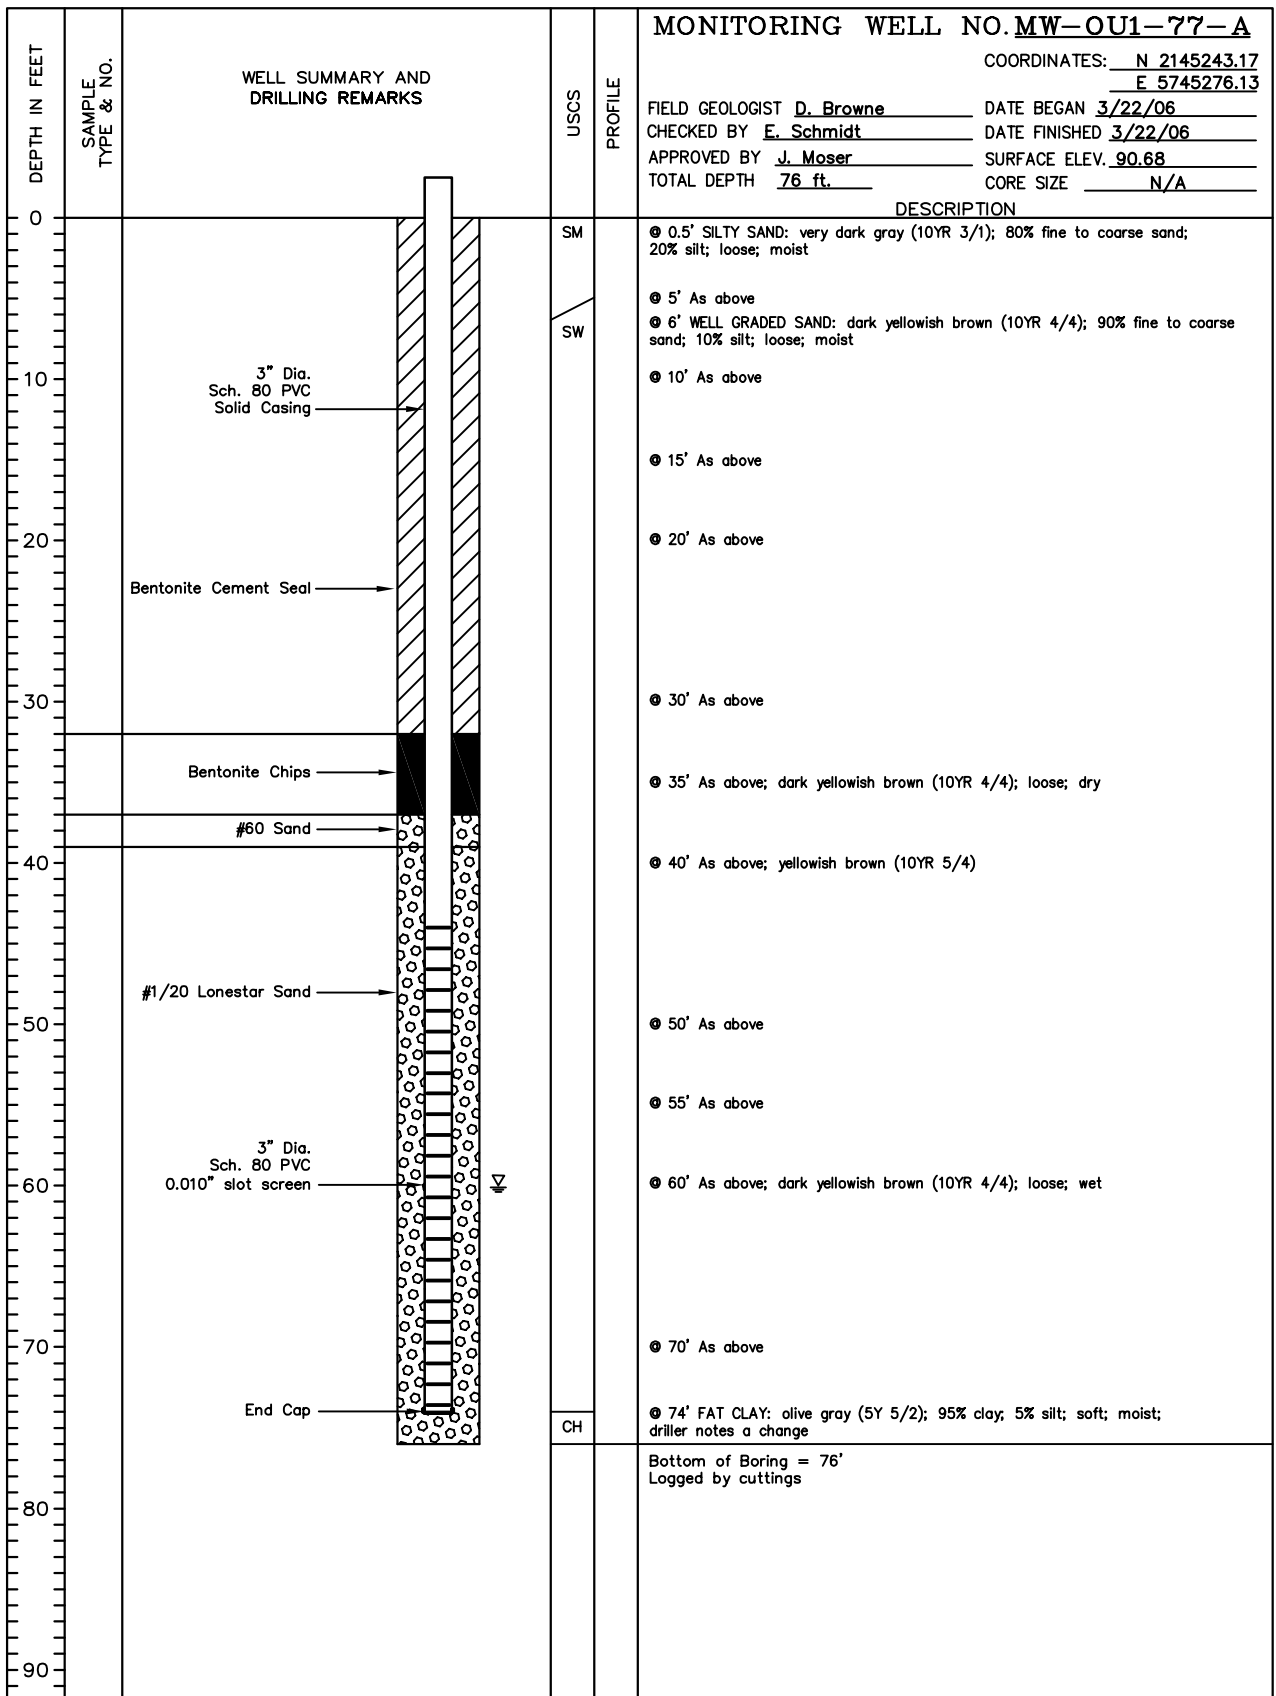 MONITORING WELL NO. MW-OU1-77-A
COORDINATES: N 2145243.17
E 5745276.13
FIELD GEOLOGIST D. Browne DATE BEGAN 3/22/06
CHECKED BY E. Schmidt DATE FINISHED 3/22/06
APPROVED BY J. Moser SURFACE ELEV. 90.68
TOTAL DEPTH 76 ft. CORE SIZE N/A
DEPTH IN FEET
SAMPLE
TYPE & NO.
WELL SUMMARY AND
DRILLING REMARKS
USCS
PROFILE
DESCRIPTION
0
SM @ 0.5' SILTY SAND: very dark gray (10YR 3/1); 80% fine to coarse sand;
20% silt; loose; moist
@ 5' As above
SW @ 6' WELL GRADED SAND: dark yellowish brown (10YR 4/4); 90% fine to coarse
sand; 10% silt; loose; moist
10 @ 10' As above
3" Dia.
Sch. 80 PVC
Solid Casing
@ 15' As above
20 @ 20' As above
Bentonite Cement Seal
30 @ 30' As above
Bentonite Chips
@ 35' As above; dark yellowish brown (10YR 4/4); loose; dry
#60 Sand
40 @ 40' As above; yellowish brown (10YR 5/4)
#1/20 Lonestar Sand
50 @ 50' As above
@ 55' As above
3" Dia.
Sch. 80 PVC
0.010" slot screen
60 @ 60' As above; dark yellowish brown (10YR 4/4); loose; wet
70 @ 70' As above
End Cap
CH @ 74' FAT CLAY: olive gray (5Y 5/2); 95% clay; 5% silt; soft; moist;
driller notes a change
Bottom of Boring = 76'
Logged by cuttings
80
90